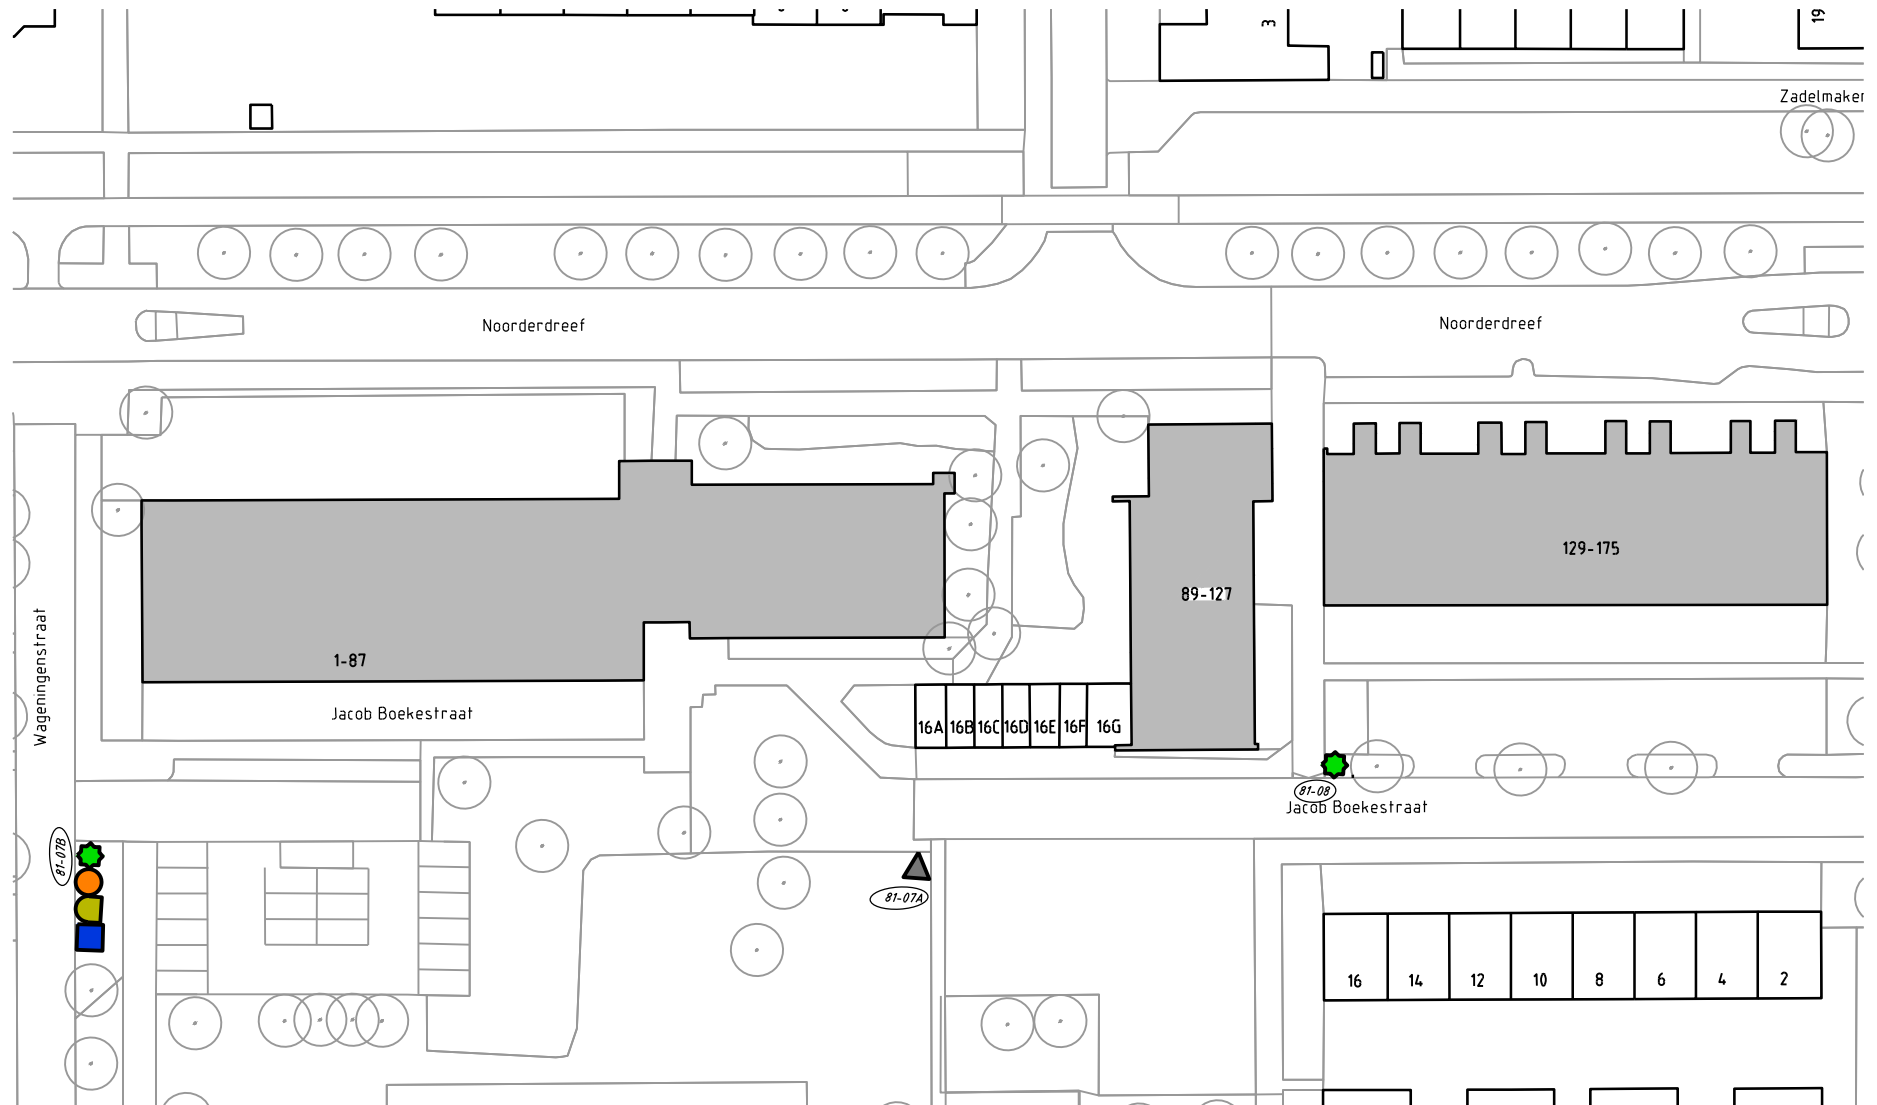 3
19
Zadelmaker
Noorderdreef
Noorderdreef
129-175
89-127
Wageningenstraat
1-87
Jacob Boekestraat
16A 16B 16C 16D 16E 16F 16G
81-08
Jacob Boekestraat
81-07B
81-07A
16 14 12 10 8 6 4 2